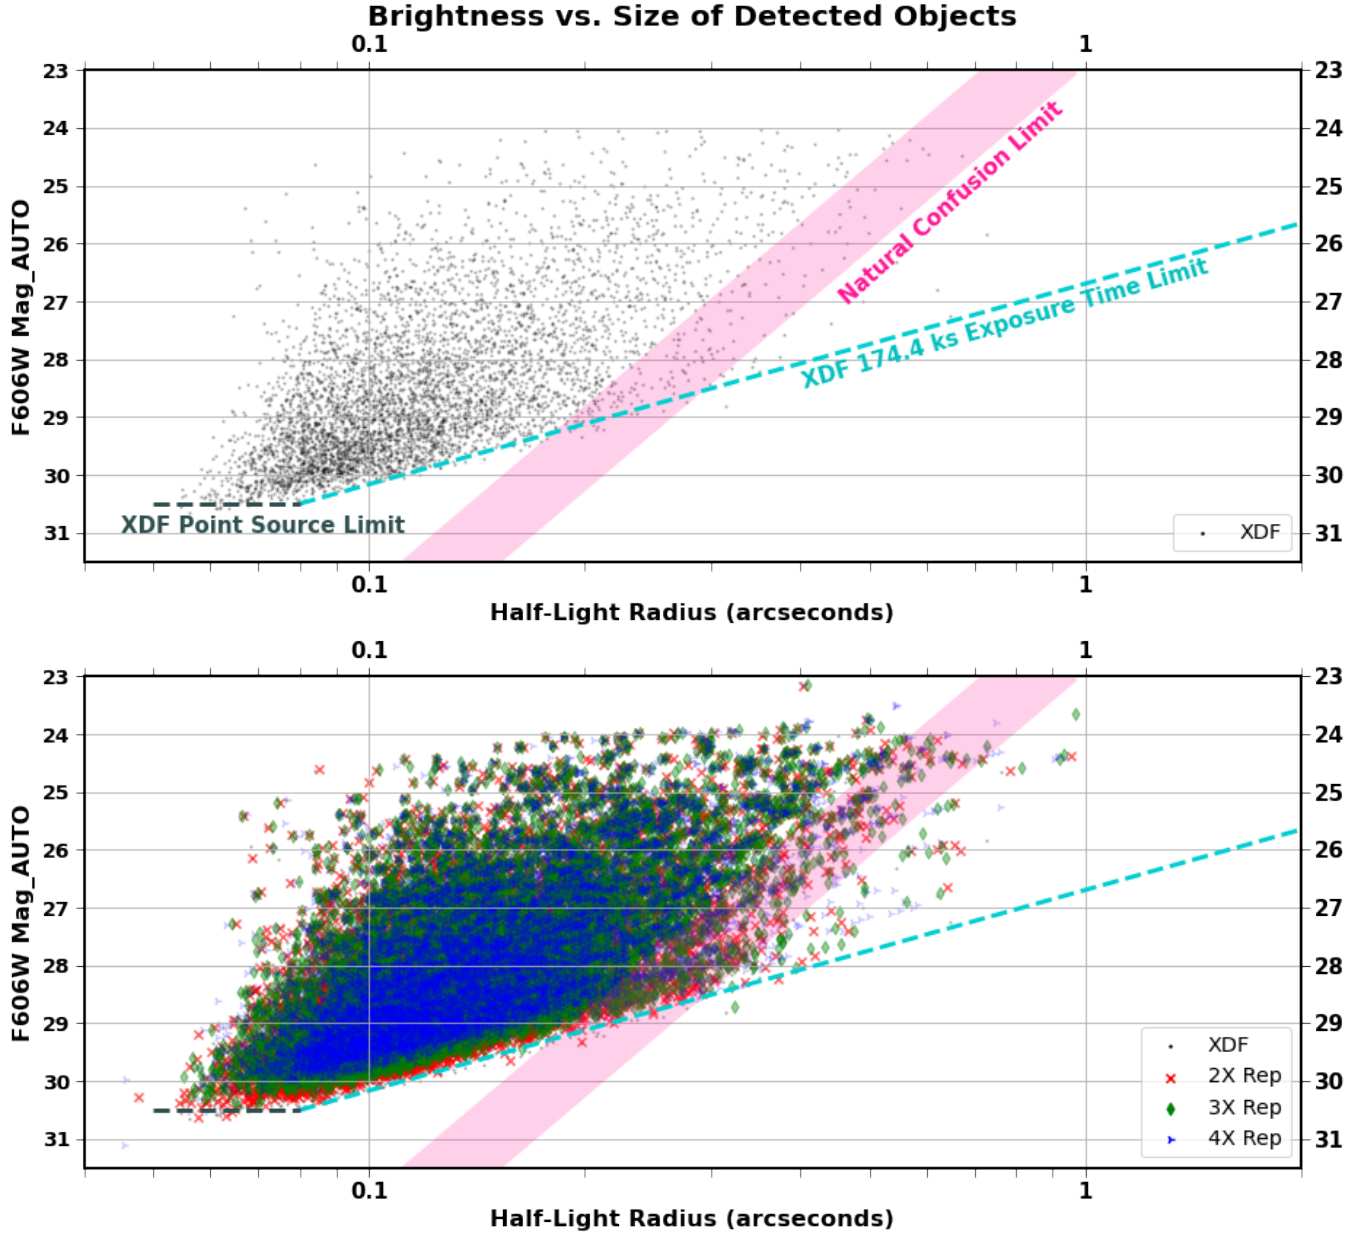 Brightness vs. Size of Detected Objects
0.1 1
23 23
24 24
25 25
26 26
27 27
28 28
29 29
30 30
31 31
F606W Mag_AUTO
Natural Confusion Limit
XDF 174.4 ks Exposure Time Limit
XDF Point Source Limit
XDF
0.1 1
Half-Light Radius (arcseconds)
0.1 1
23 23
24 24
25 25
26 26
27 27
28 28
29 29
30 30
31 31
F606W Mag_AUTO
XDF
2X Rep
3X Rep
4X Rep
0.1 1
Half-Light Radius (arcseconds)